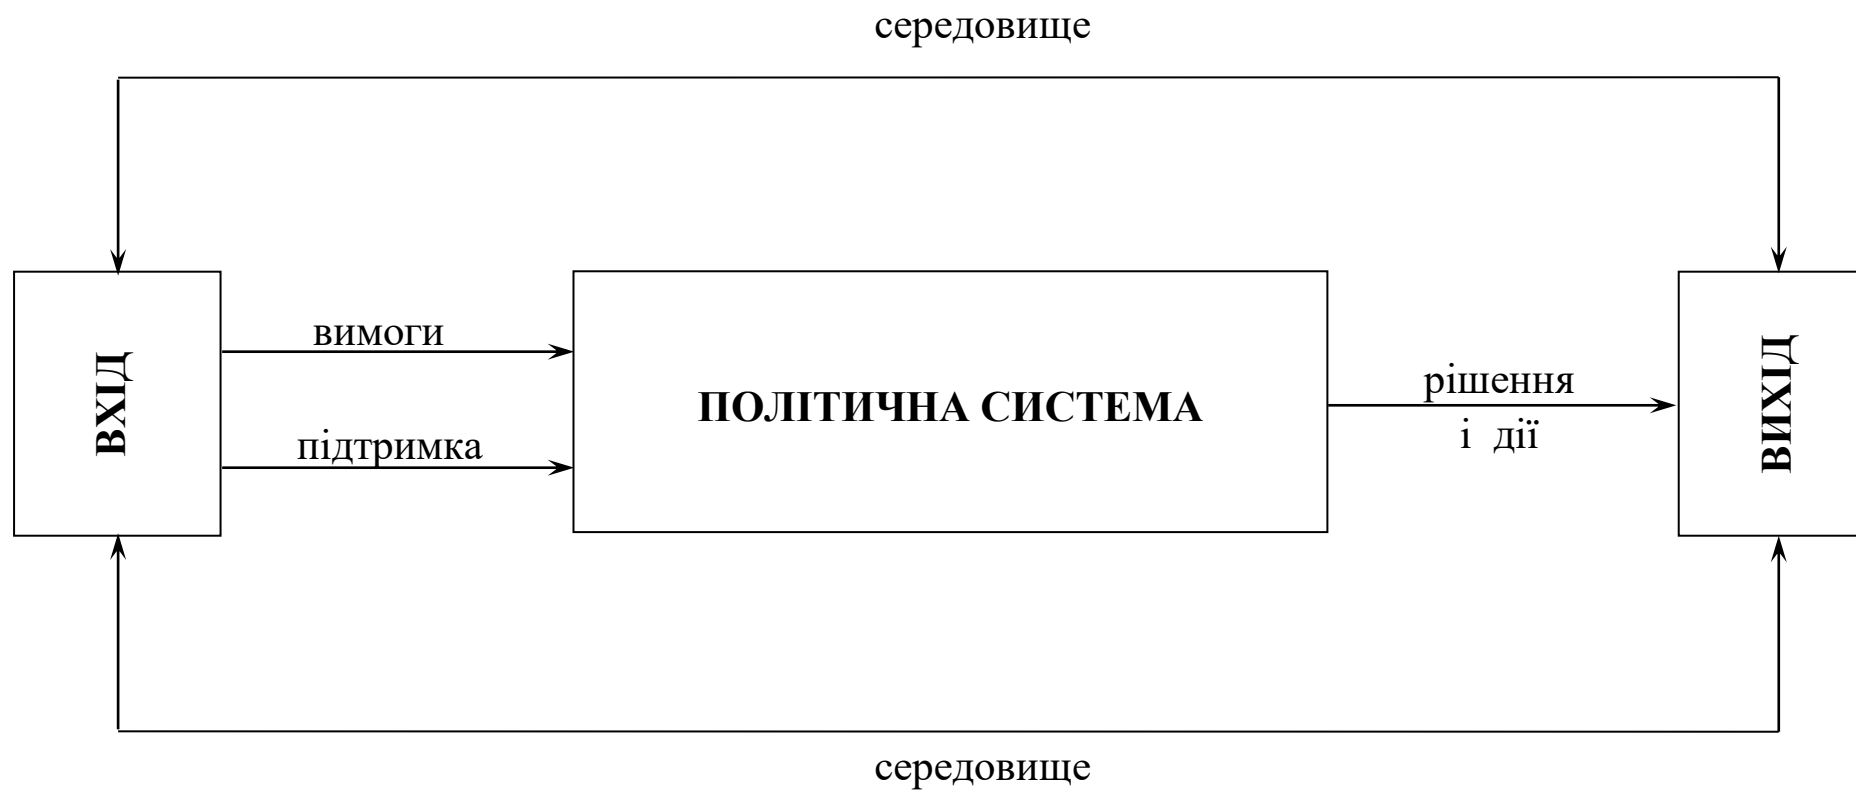 середовище
ВХІД
вимоги
підтримка
ПОЛІТИЧНА СИСТЕМА
рішення
і дії
ВИХІД
середовище